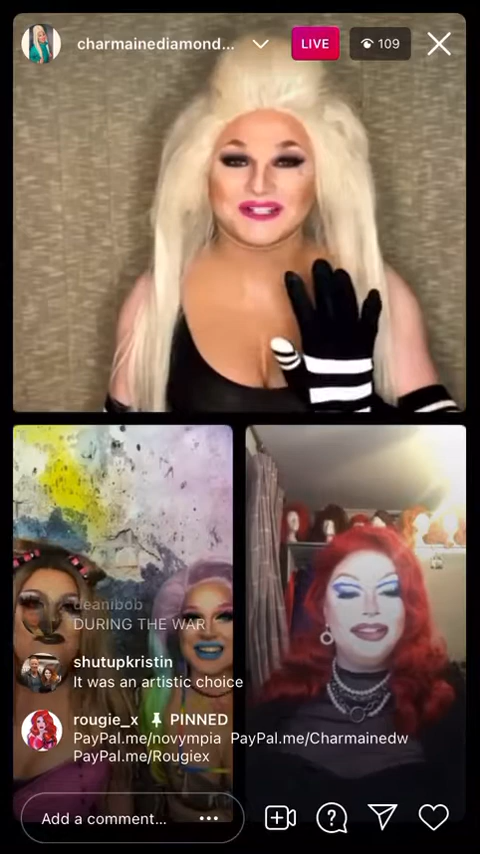 charmainediamond...
LIVE
109
deanibob
DURING THE WAR
shutupkristin
It was an artistic choice
rougie_x PINNED
PayPal.me/novympia PayPal.me/Charmainedw
PayPal.me/Rougiex
Add a comment...